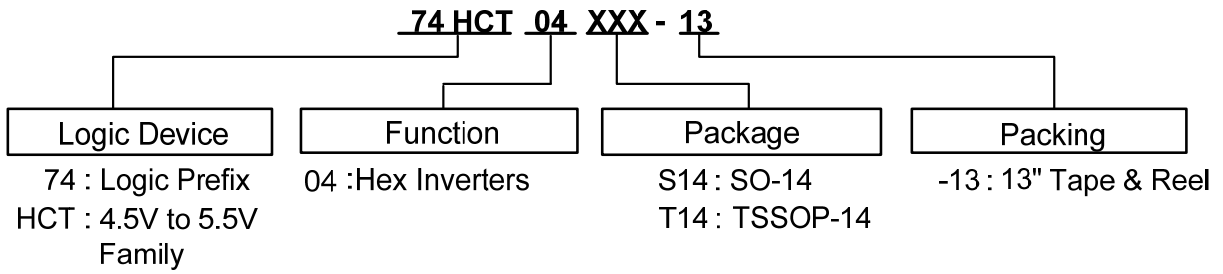 74 HCT 04 XXX - 13
Logic Device
74 : Logic Prefix
HCT : 4.5V to 5.5V
Family
Function
04 :Hex Inverters
Package
S14 : SO-14
T14 : TSSOP-14
Packing
-13 : 13" Tape & Reel